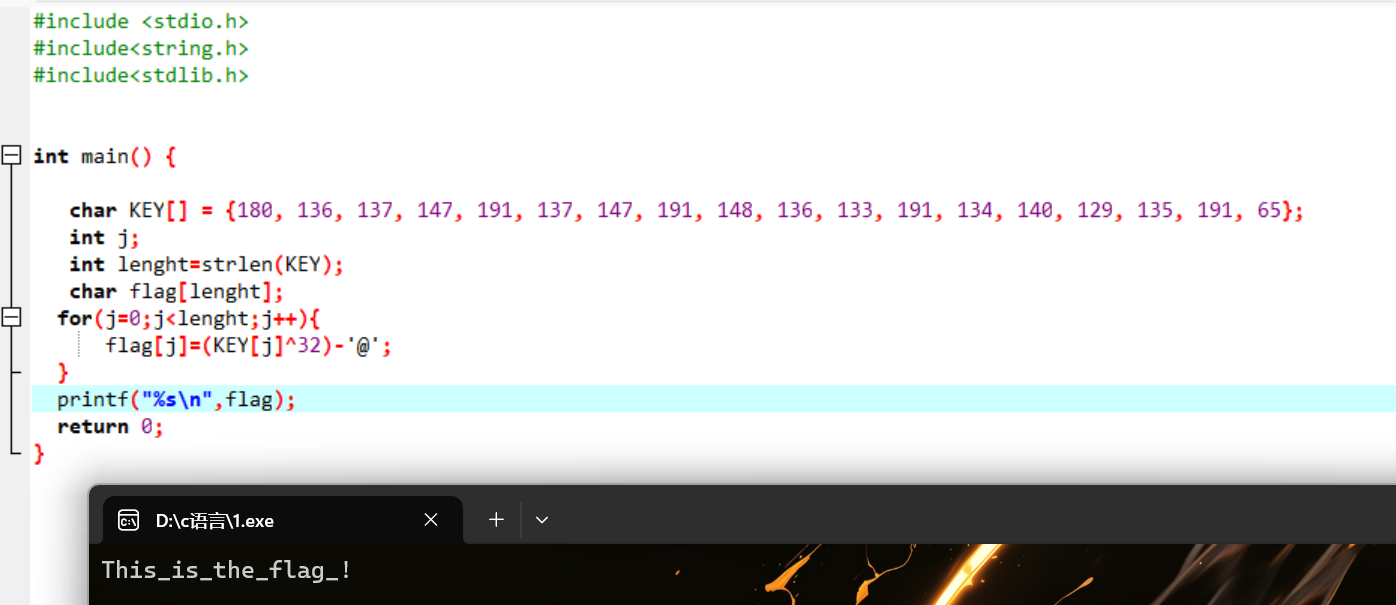 #include <stdio.h>
#include<string.h>
#include<stdlib.h>
int main() {
char KEY[] = {180, 136, 137, 147, 191, 137, 147, 191, 148, 136, 133, 191, 134, 140, 129, 135, 191, 65};
int j;
int lenght=strlen(KEY);
char flag[lenght];
for(j=0;j<lenght;j++){
flag[j]=(KEY[j]^32)-'@';
}
printf("%s\n",flag);
return 0;
}
D:\c语言\1.exe
This_is_the_flag_!